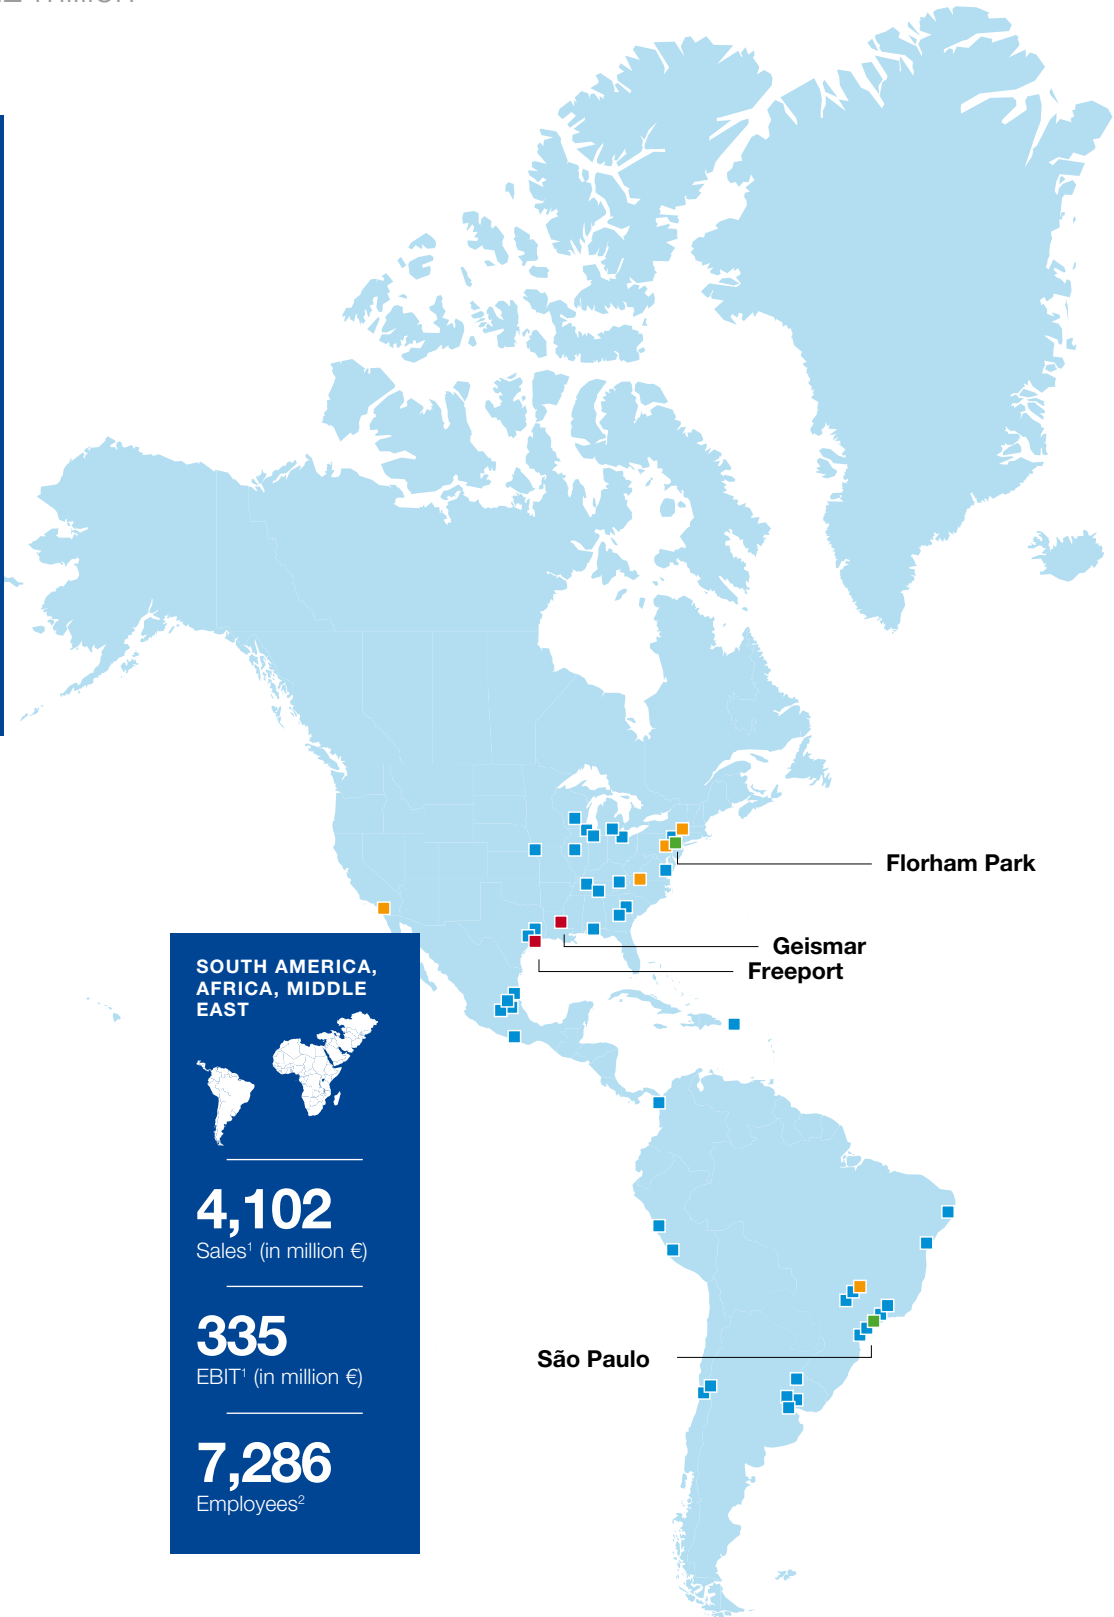 Florham Park
Geismar
Freeport
SOUTH AMERICA,
AFRICA, MIDDLE
EAST
4,102
Sales¹ (in million €)
335
EBIT¹ (in million €)
7,286
Employees²
São Paulo